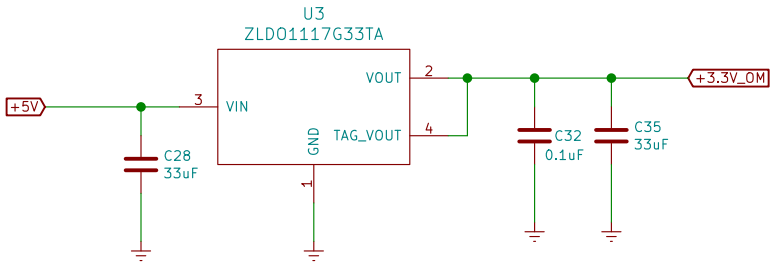 U3
ZLDO1117G33TA
VOUT
2
+3.3V_OM
+5V
3
VIN
TAG_VOUT
4
GND
1
C28
33uF
C32
0.1uF
C35
33uF